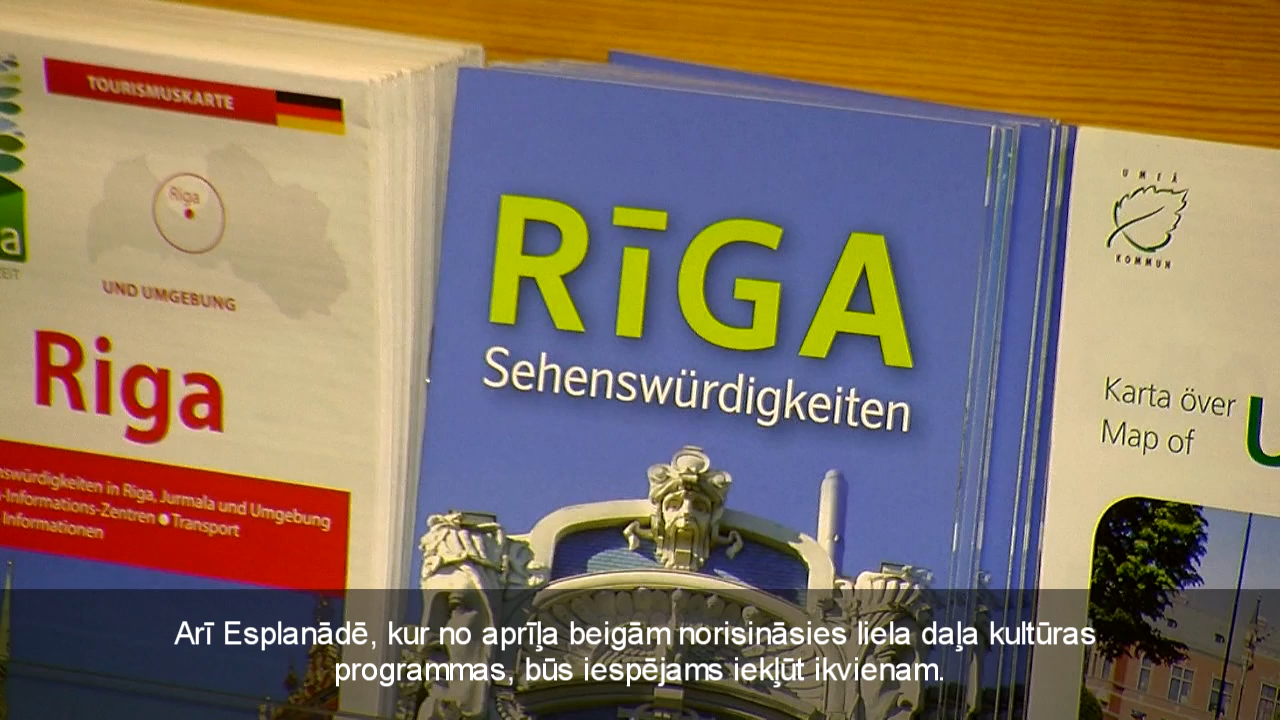 TOURISMUSKARTE
Riga
UND UMGEBUNG
Riga
in Riga, Jurmala und Umgebung
-Informations-Zentren ● Transport
Informationen
RĪGA
Sehenswürdigkeiten
UMEÅ
KOMMUN
Karta över
Map of
Arī Esplanādē, kur no aprīļa beigām norisināsies liela daļa kultūras
programmas, būs iespējams iekļūt ikvienam.